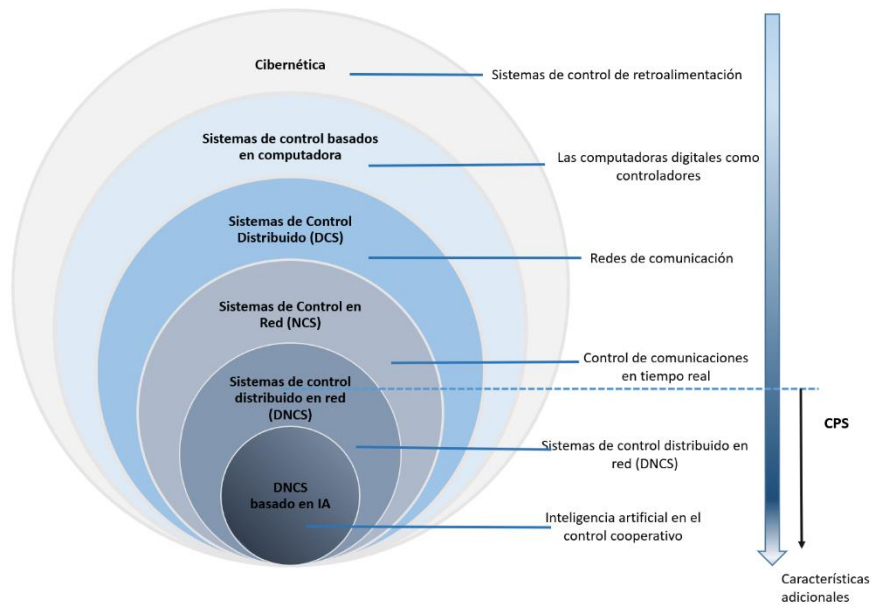 Cibernética
Sistemas de control de retroalimentación
Sistemas de control basados
en computadora
Las computadoras digitales como
controladores
Sistemas de Control
Distribuido (DCS)
Redes de comunicación
Sistemas de Control en
Red (NCS)
Control de comunicaciones
en tiempo real
Sistemas de control
distribuido en red
(DNCS)
CPS
Sistemas de control distribuido en
red (DNCS)
DNCS
basado en IA
Inteligencia artificial en el
control cooperativo
Características
adicionales